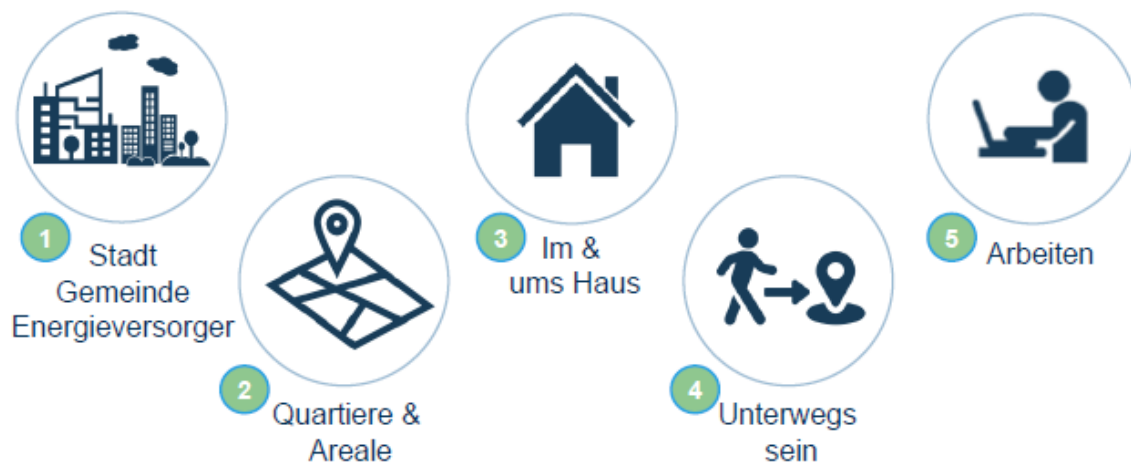 1
Stadt
Gemeinde
Energieversorger
2
Quartiere &
Areale
3
Im &
ums Haus
4
Unterwegs
sein
5
Arbeiten